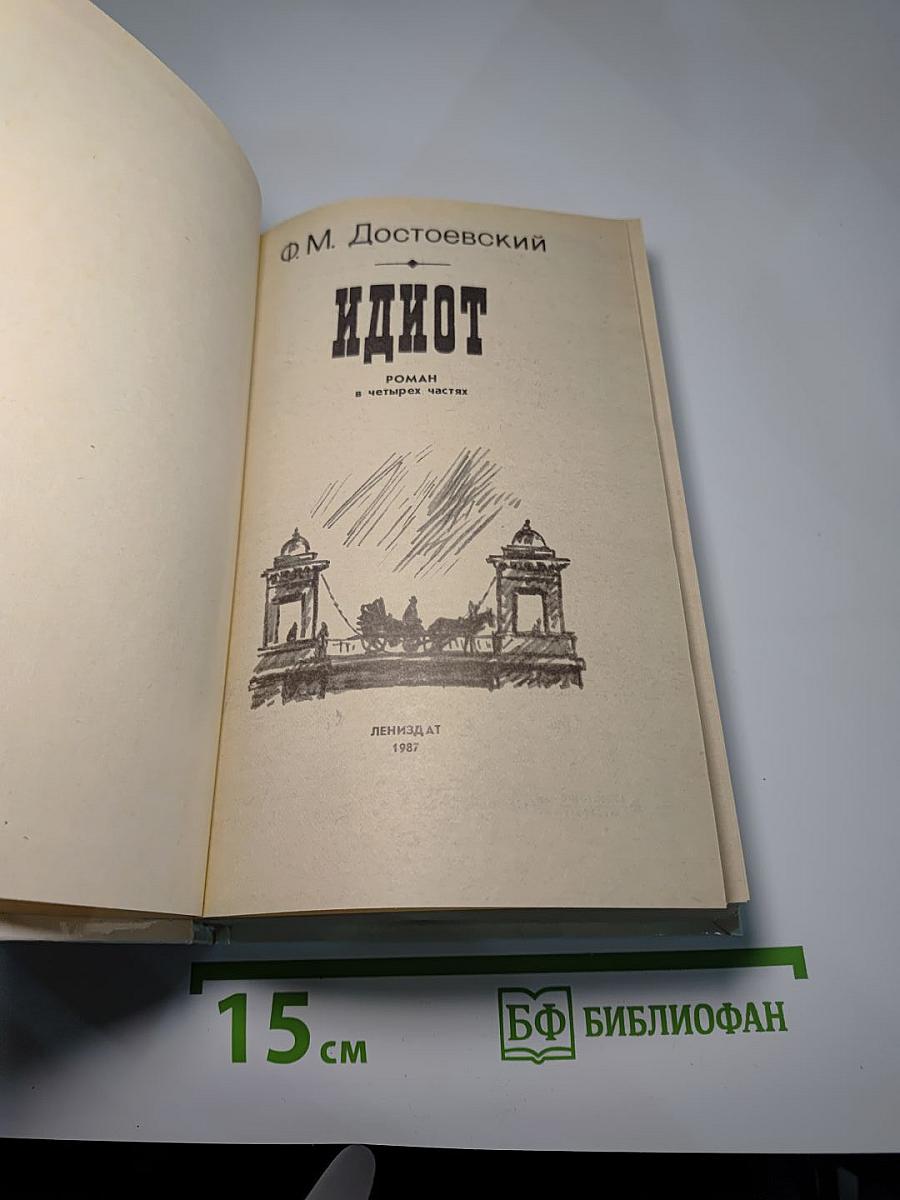 Ф. М. Достоевский
ИДИОТ
РОМАН
в четырех частях
ЛЕНИЗДАТ
1987
15 см
БФ БИБЛИОФАН